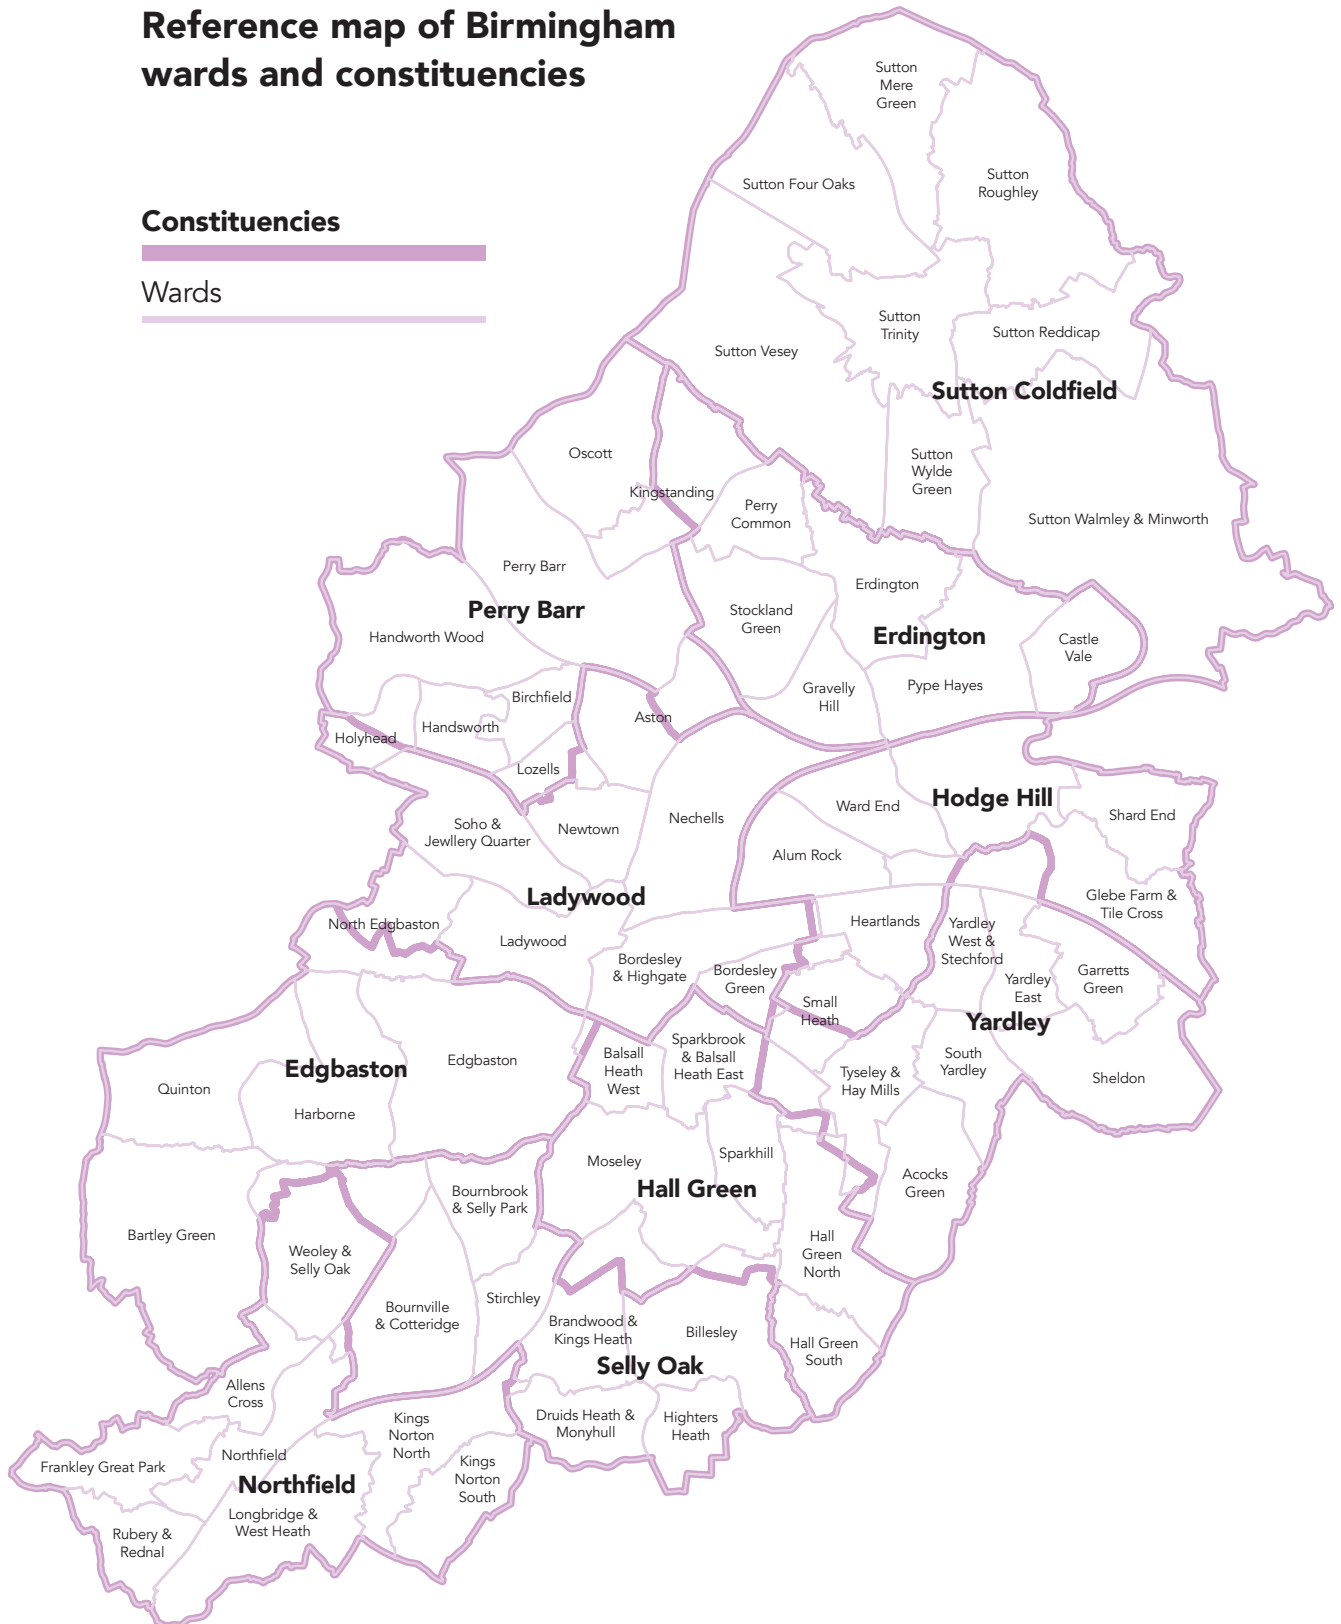 Reference map of Birmingham
wards and constituencies
Constituencies
Wards
Sutton
Mere
Green
Sutton Four Oaks
Sutton
Roughley
Sutton
Trinity
Sutton Reddicap
Sutton Vesey
Sutton Coldfield
Sutton
Wylde
Green
Sutton Walmley & Minworth
Oscott
Kingstanding
Perry
Common
Perry Barr
Perry Barr
Handworth Wood
Erdington
Stockland
Green
Erdington
Castle
Vale
Pype Hayes
Gravelly
Hill
Birchfield
Handsworth
Aston
Holyhead
Lozells
Hodge Hill
Ward End
Shard End
Nechells
Soho &
Jewllery Quarter
Newtown
Alum Rock
Ladywood
Glebe Farm &
Tile Cross
North Edgbaston
Ladywood
Heartlands
Yardley
West &
Stechford
Bordesley
& Highgate
Bordesley
Green
Garretts
Green
Yardley
East
Small
Heath
Yardley
Edgbaston
Edgbaston
Quinton
Harborne
Balsall
Heath
West
Sparkbrook
& Balsall
Heath East
South
Yardley
Tyseley &
Hay Mills
Sheldon
Moseley
Sparkhill
Hall Green
Acocks
Green
Bournbrook
& Selly Park
Bartley Green
Weoley &
Selly Oak
Hall
Green
North
Stirchley
Bournville
& Cotteridge
Brandwood &
Kings Heath
Billesley
Hall Green
South
Selly Oak
Allens
Cross
Druids Heath &
Monyhull
Highters
Heath
Kings
Norton
North
Northfield
Frankley Great Park
Kings
Norton
South
Northfield
Longbridge &
West Heath
Rubery &
Rednal